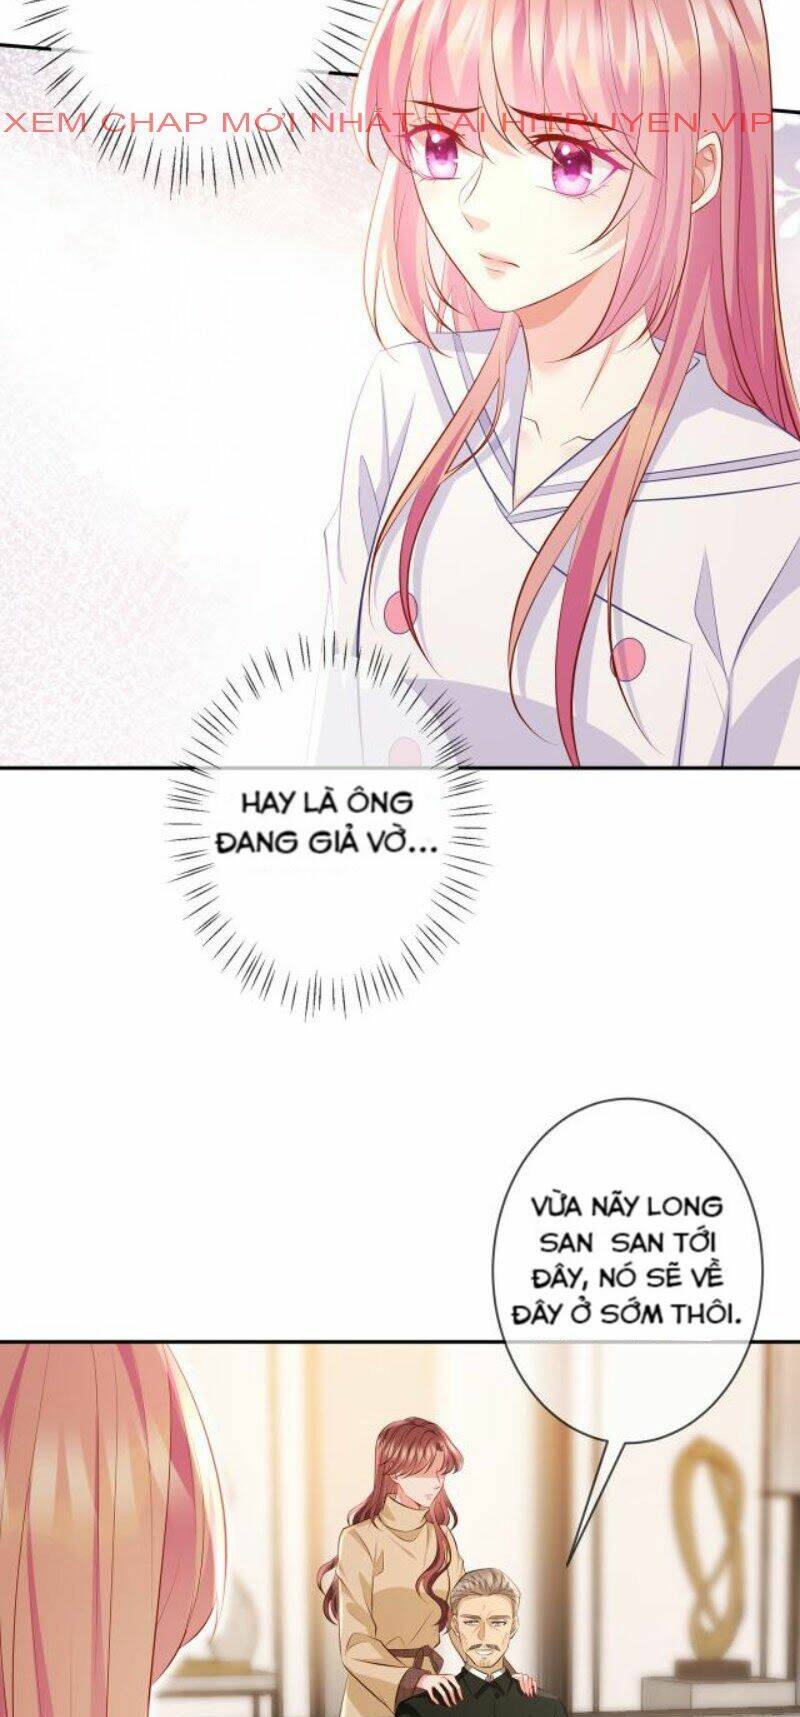 XEM CHAP MỚI NHẤT TẠI HITRUYEN.VIP
HAY LÀ ÔNG
ĐANG GIẢ VỜ...
VỪA NÃY LONG
SAN SAN TỚI
ĐÂY, NÓ SẼ VỀ
ĐÂY Ở SỚM THÔI.